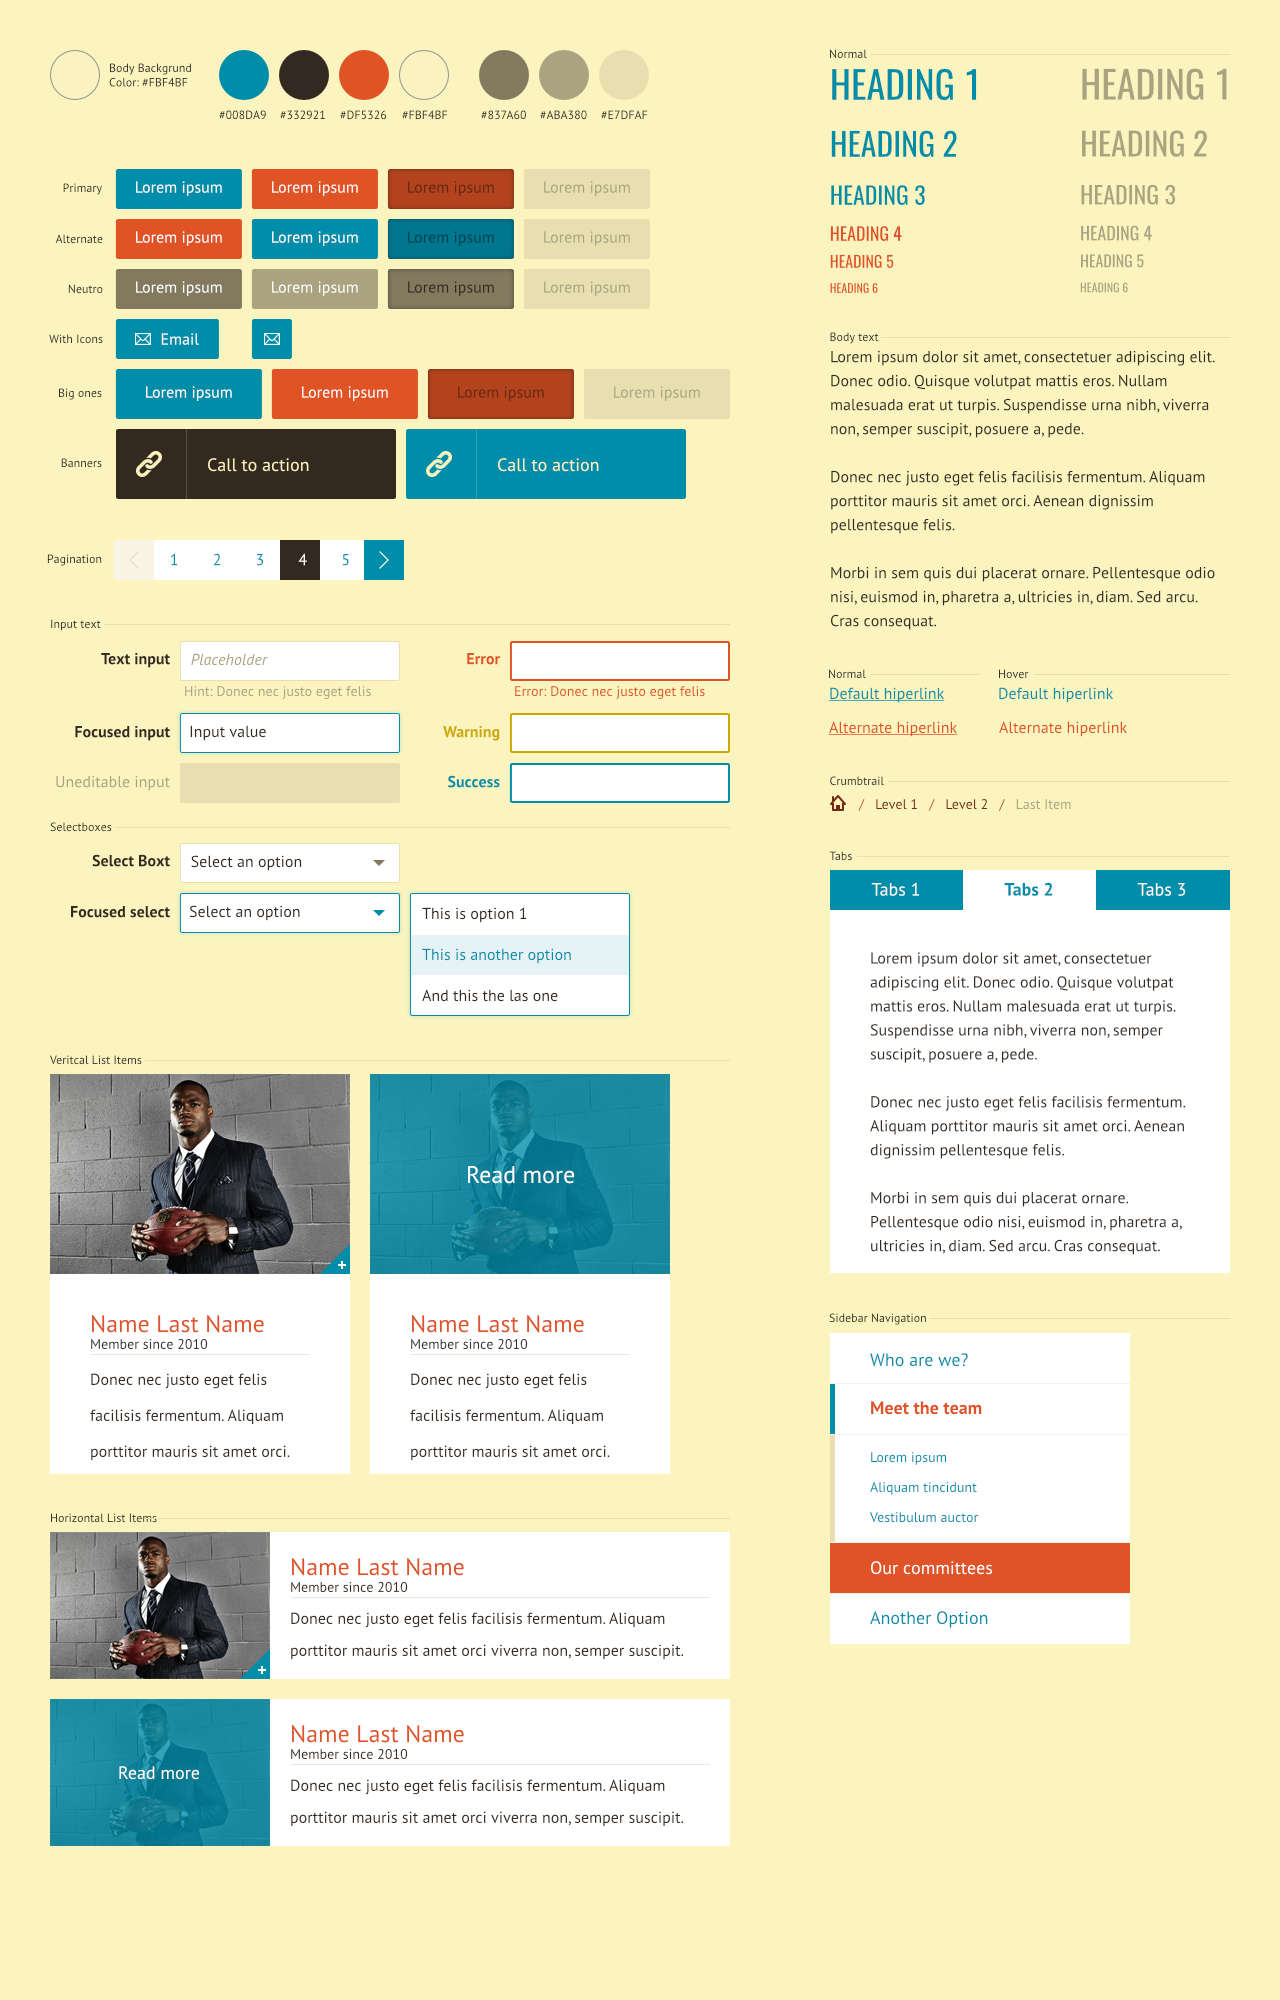 Body Backgrund
Color: #FBF4BF
#008DA9 #332921 #DF5326 #FBF4BF #837A60 #ABA380 #E7DFAF
Primary Lorem ipsum Lorem ipsum Lorem ipsum Lorem ipsum
Alternate Lorem ipsum Lorem ipsum Lorem ipsum Lorem ipsum
Neutro Lorem ipsum Lorem ipsum Lorem ipsum Lorem ipsum
With Icons Email
Big ones Lorem ipsum Lorem ipsum Lorem ipsum Lorem ipsum
Banners Call to action Call to action
Pagination 1 2 3 4 5
Input text
Text input Placeholder Error
Hint: Donec nec justo eget felis Error: Donec nec justo eget felis
Focused input Input value Warning
Uneditable input Success
Selectboxes
Select Boxt Select an option
Focused select Select an option
This is option 1
This is another option
And this the las one
Veritcal List Items
Read more
Name Last Name
Member since 2010
Donec nec justo eget felis
facilisis fermentum. Aliquam
porttitor mauris sit amet orci.
Name Last Name
Member since 2010
Donec nec justo eget felis
facilisis fermentum. Aliquam
porttitor mauris sit amet orci.
Horizontal List Items
Name Last Name
Member since 2010
Donec nec justo eget felis facilisis fermentum. Aliquam
porttitor mauris sit amet orci viverra non, semper suscipit.
Read more
Name Last Name
Member since 2010
Donec nec justo eget felis facilisis fermentum. Aliquam
porttitor mauris sit amet orci viverra non, semper suscipit.
Normal
HEADING 1 HEADING 1
HEADING 2 HEADING 2
HEADING 3 HEADING 3
HEADING 4 HEADING 4
HEADING 5 HEADING 5
HEADING 6 HEADING 6
Body text
Lorem ipsum dolor sit amet, consectetuer adipiscing elit.
Donec odio. Quisque volutpat mattis eros. Nullam
malesuada erat ut turpis. Suspendisse urna nibh, viverra
non, semper suscipit, posuere a, pede.
Donec nec justo eget felis facilisis fermentum. Aliquam
porttitor mauris sit amet orci. Aenean dignissim
pellentesque felis.
Morbi in sem quis dui placerat ornare. Pellentesque odio
nisi, euismod in, pharetra a, ultricies in, diam. Sed arcu.
Cras consequat.
Normal Hover
Default hiperlink Default hiperlink
Alternate hiperlink Alternate hiperlink
Crumbtrail
/ Level 1 / Level 2 / Last Item
Tabs
Tabs 1 Tabs 2 Tabs 3
Lorem ipsum dolor sit amet, consectetuer
adipiscing elit. Donec odio. Quisque volutpat
mattis eros. Nullam malesuada erat ut turpis.
Suspendisse urna nibh, viverra non, semper
suscipit, posuere a, pede.
Donec nec justo eget felis facilisis fermentum.
Aliquam porttitor mauris sit amet orci. Aenean
dignissim pellentesque felis.
Morbi in sem quis dui placerat ornare.
Pellentesque odio nisi, euismod in, pharetra a,
ultricies in, diam. Sed arcu. Cras consequat.
Sidebar Navigation
Who are we?
Meet the team
Lorem ipsum
Aliquam tincidunt
Vestibulum auctor
Our committees
Another Option